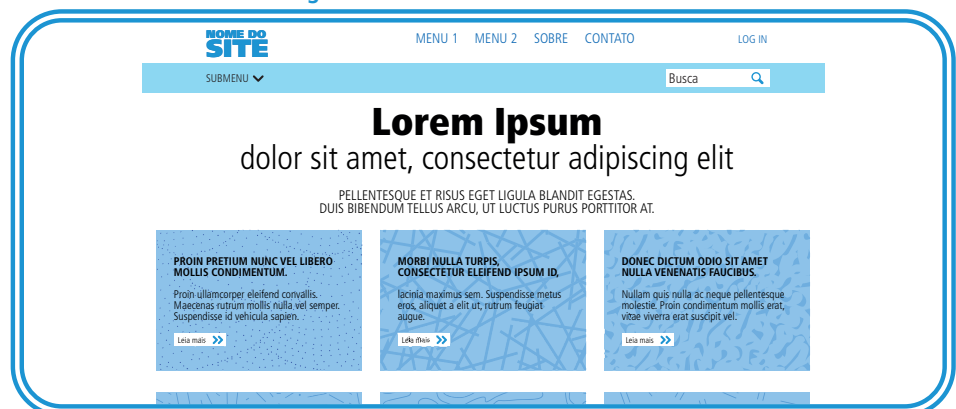 NOME DO
SITE
MENU 1 MENU 2 SOBRE CONTATO
LOG IN
SUBMENU
Busca
Lorem Ipsum
dolor sit amet, consectetur adipiscing elit
PELLENTESQUE ET RISUS EGET LIGULA BLANDIT EGESTAS.
DUIS BIBENDUM TELLUS ARCU, UT LUCTUS PURUS PORTTITOR AT.
PROIN PRETIUM NUNC VEL LIBERO
MOLLIS CONDIMENTUM.
Proin ullamcorper eleifend convallis.
Maecenas rutrum mollis nulla vel semper.
Suspendisse id vehicula sapien.
Leia mais
MORBI NULLA TURPIS,
CONSECTETUR ELEIFEND IPSUM ID,
lacinia maximus sem. Suspendisse metus
eros, aliquet a elit ut, rutrum feugiat
augue.
Leia mais
DONEC DICTUM ODIO SIT AMET
NULLA VENENATIS FAUCIBUS.
Nullam quis nulla ac neque pellentesque
molestie. Proin condimentum mollis erat,
vitae viverra erat suscipit vel.
Leia mais